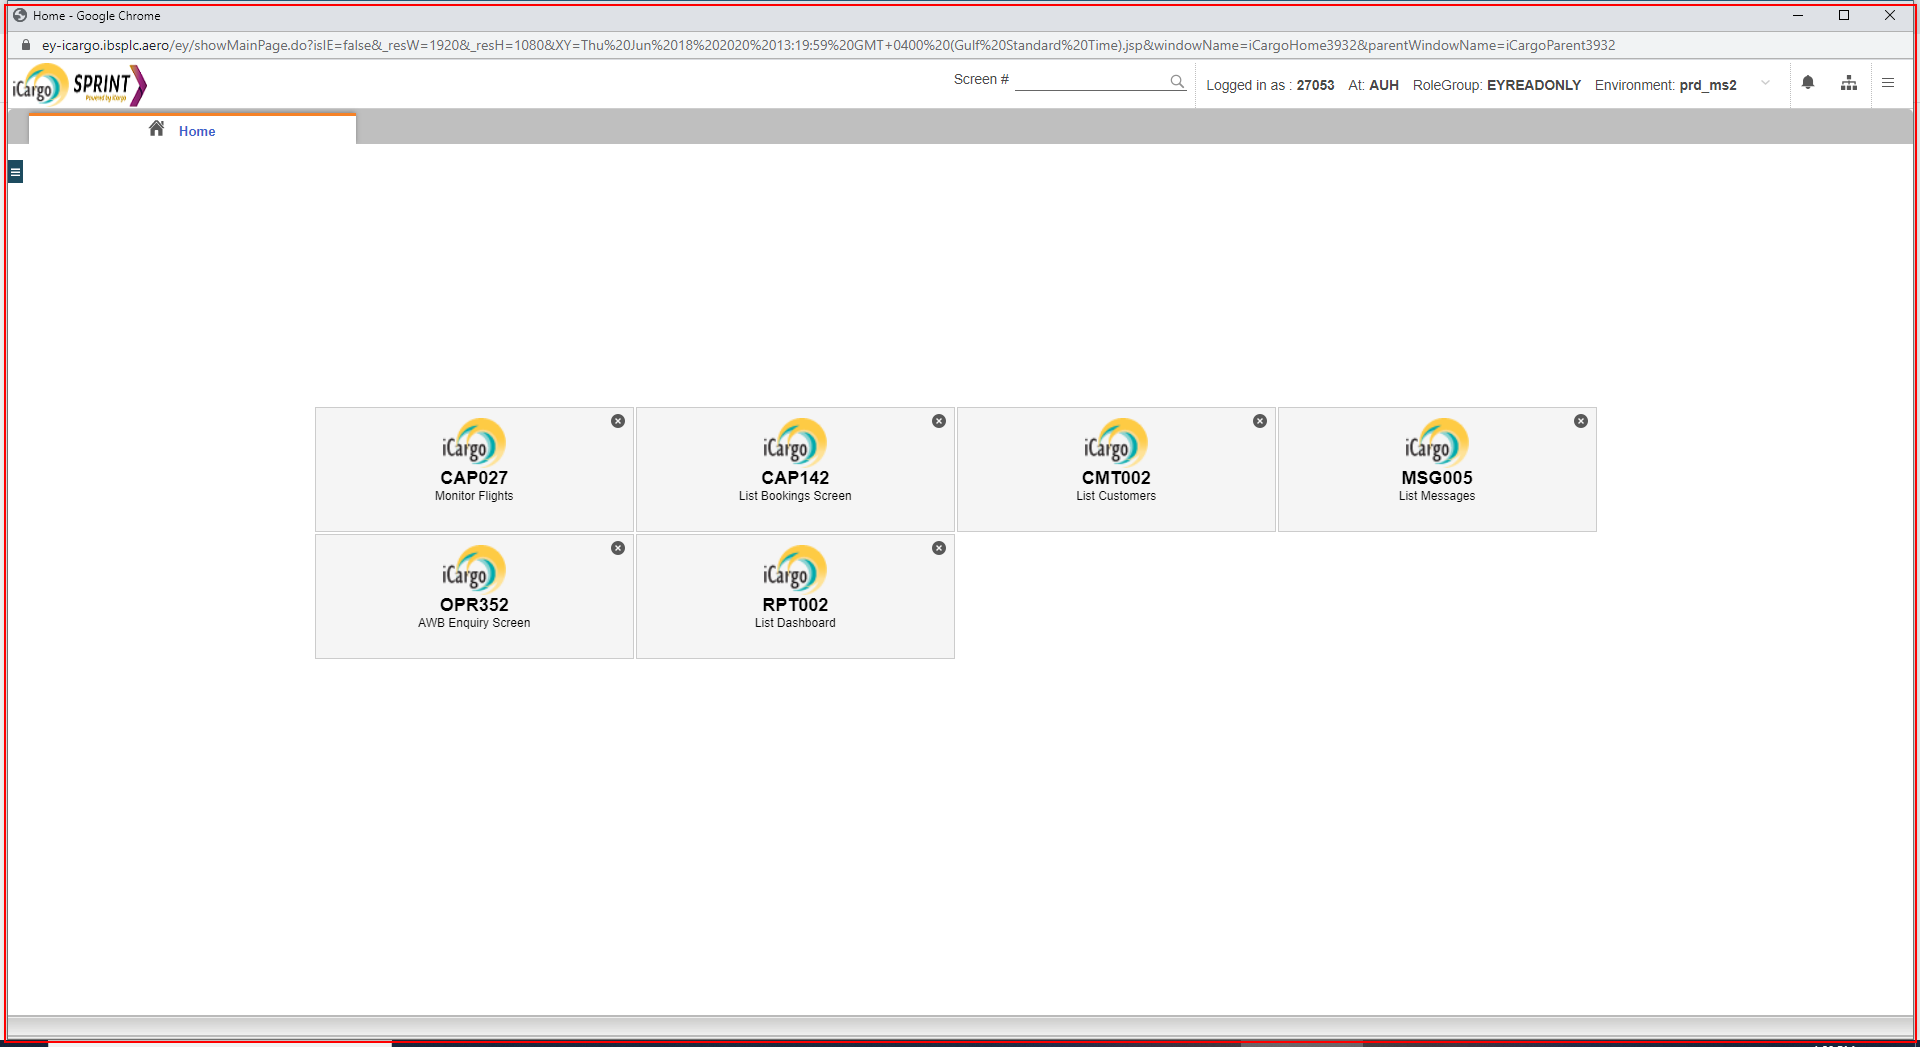 Home - Google Chrome
ey-icargo.ibsplc.aero/ey/showMainPage.do?isIE=false&_resW=1920&_resH=1080&XY=Thu%20Jun%2018%202020%2013:19:59%20GMT+0400%20(Gulf%20Standard%20Time).jsp&windowName=iCargoHome3932&parentWindowName=iCargoParent3932
iCargo SPRINT Powered by iCargo
Screen # Logged in as : 27053 At: AUH RoleGroup: EYREADONLY Environment: prd_ms2
Home
iCargo iCargo iCargo iCargo
CAP027 CAP142 CMT002 MSG005
Monitor Flights List Bookings Screen List Customers List Messages
iCargo iCargo
OPR352 RPT002
AWB Enquiry Screen List Dashboard